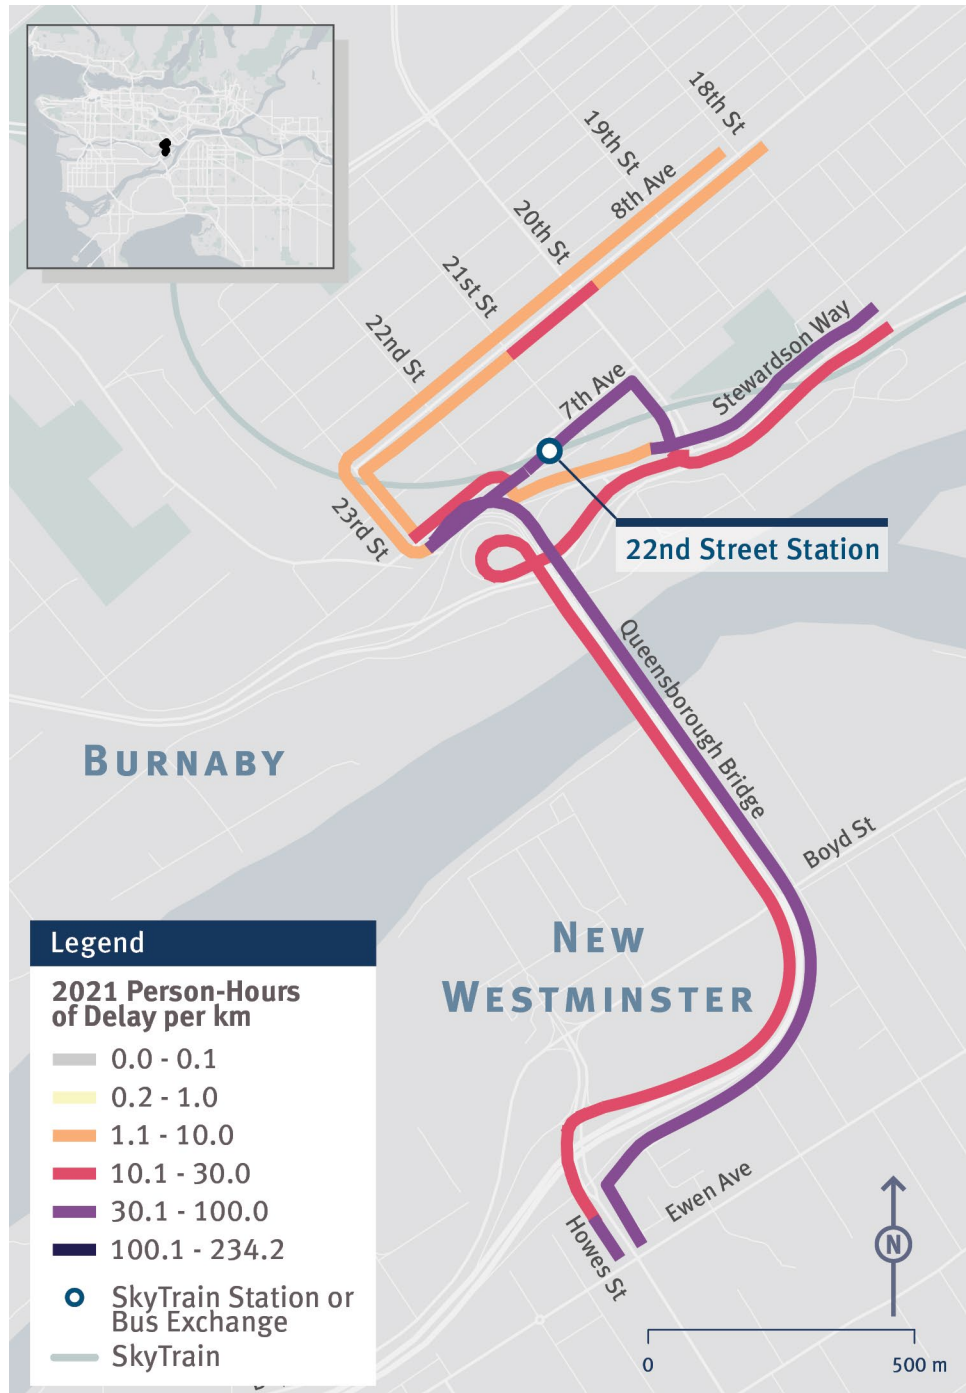 18th St
19th St
8th Ave
20th St
21st St
22nd St
Stewardson Way
7th Ave
23rd St
22nd Street Station
Queensborough Bridge
BURNABY
Boyd St
NEW
WESTMINSTER
Ewen Ave
Howes St
Legend
2021 Person-Hours
of Delay per km
0.0 - 0.1
0.2 - 1.0
1.1 - 10.0
10.1 - 30.0
30.1 - 100.0
100.1 - 234.2
SkyTrain Station or
Bus Exchange
SkyTrain
N
0
500 m